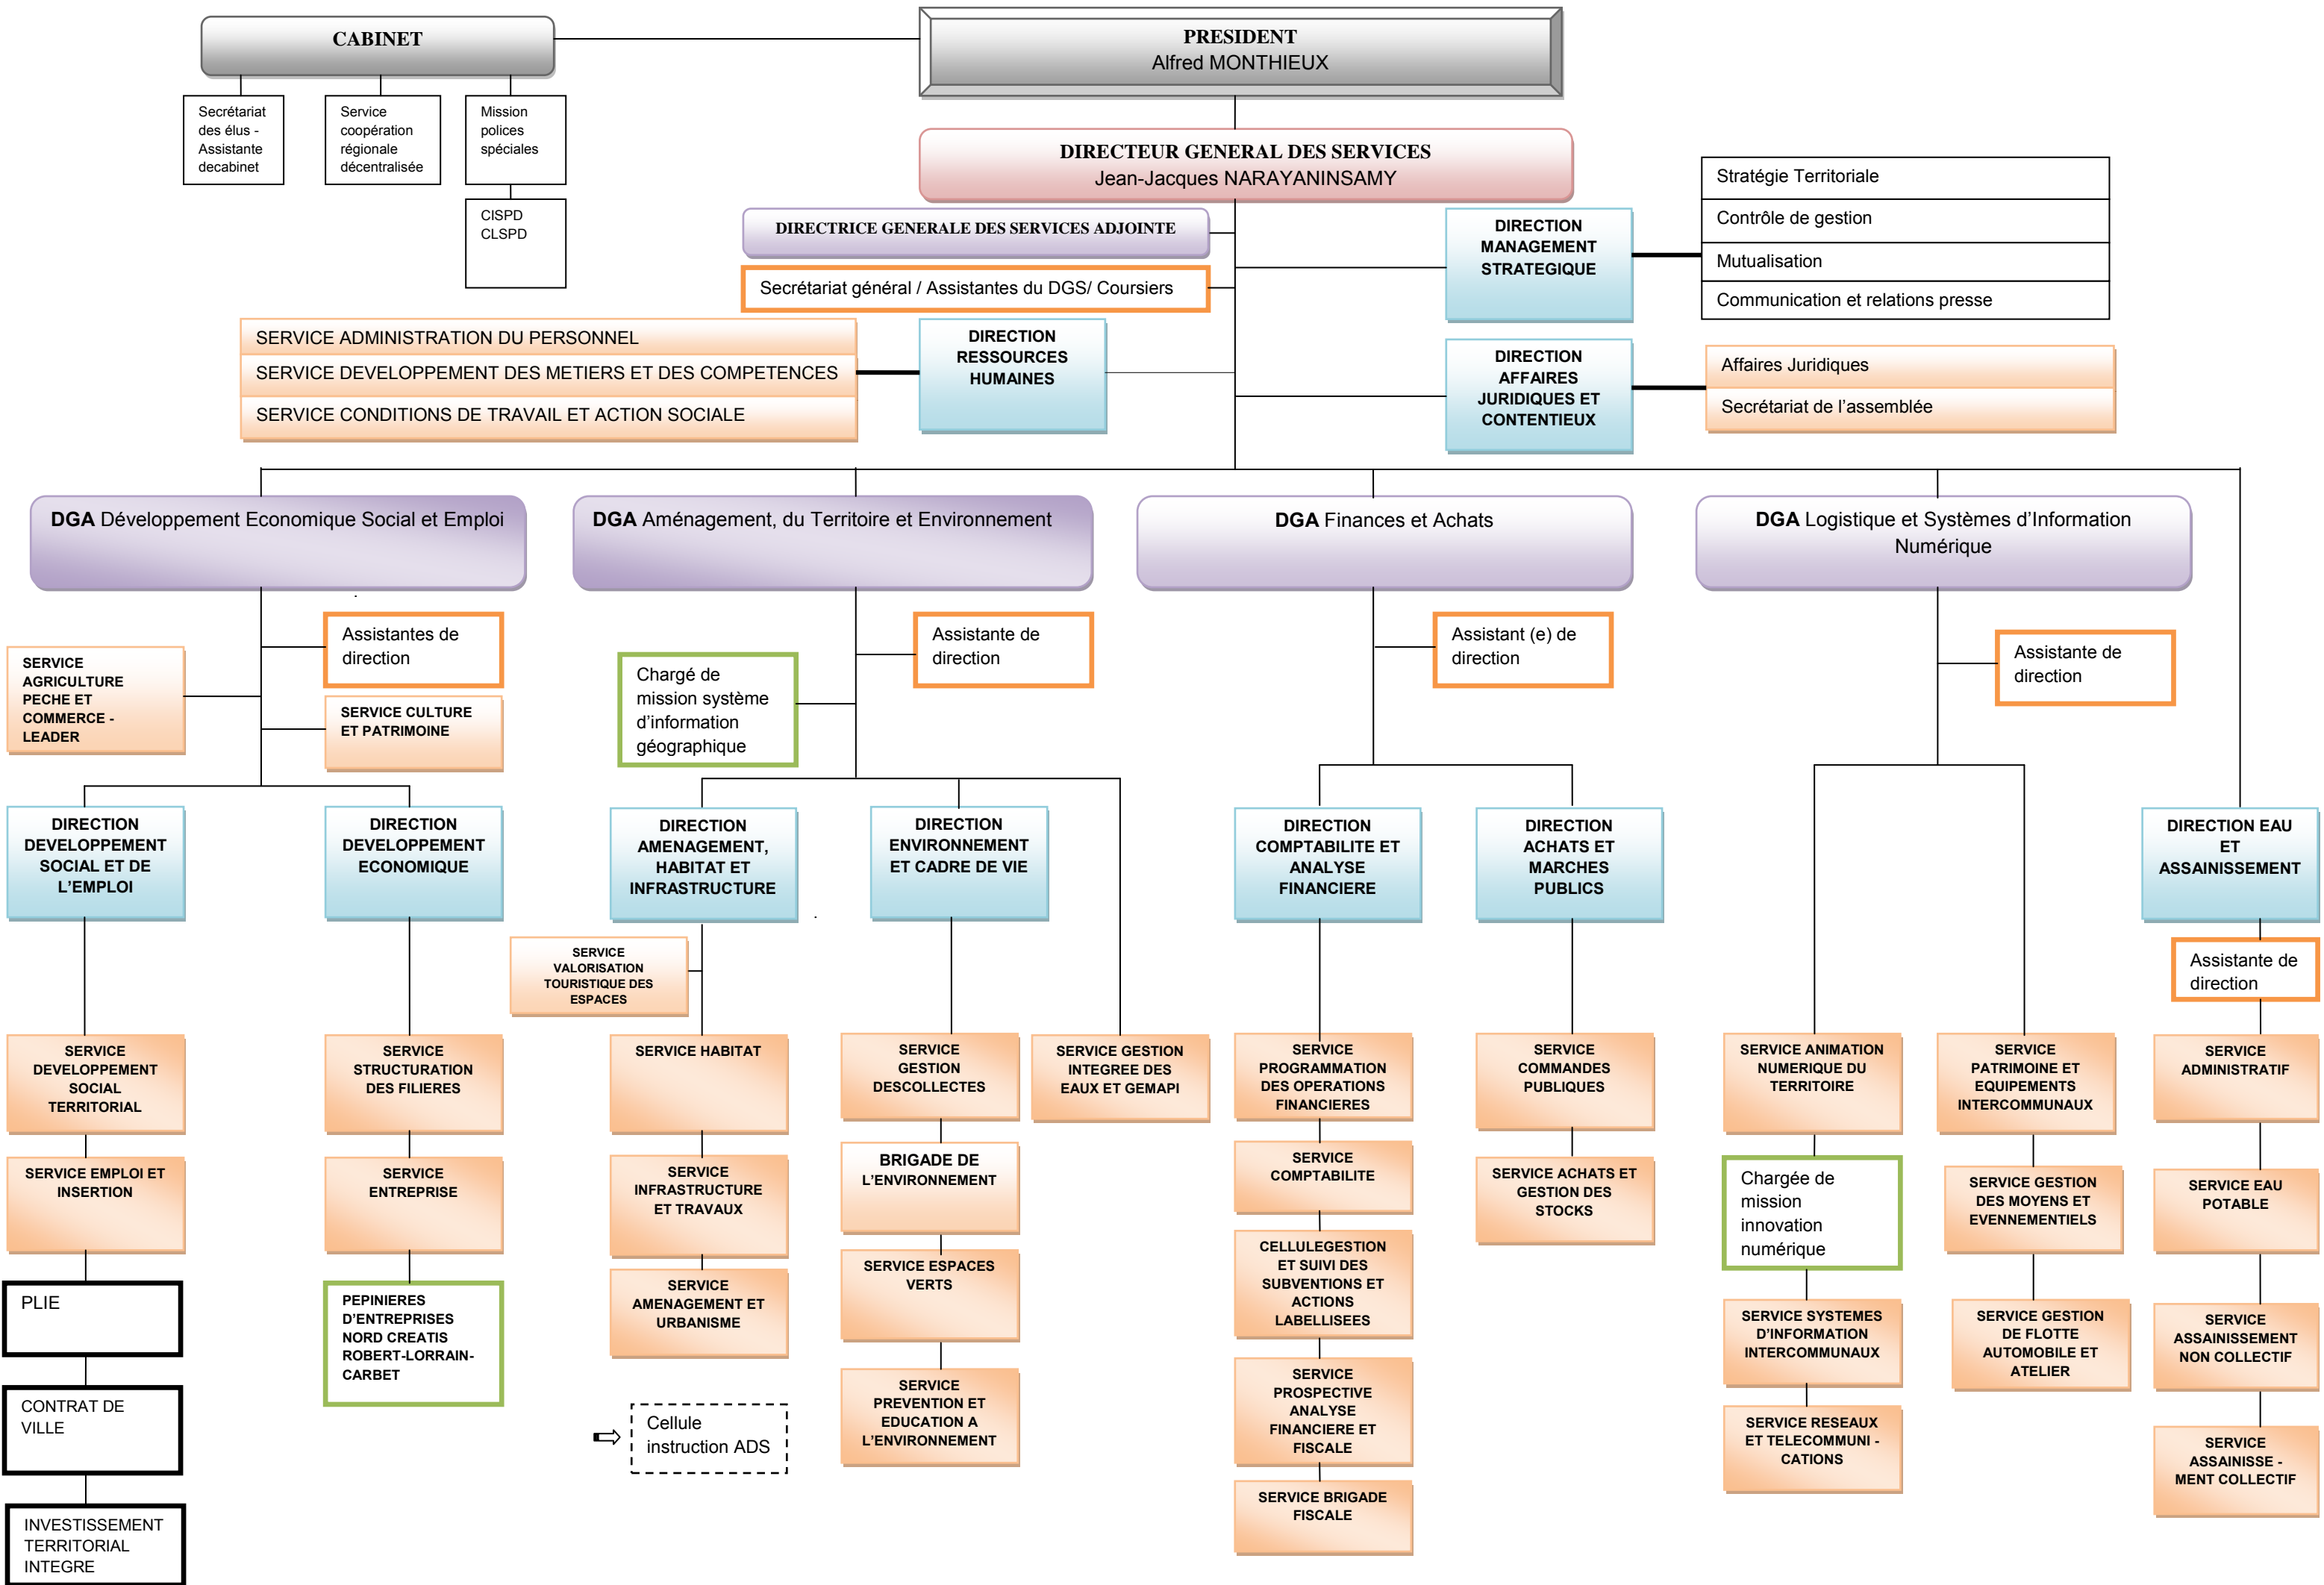 CABINET
PRESIDENT
Alfred MONTHIEUX
Secrétariat
des élus -
Assistante
decabinet
Service
coopération
régionale
décentralisée
Mission
polices
spéciales
CISPD
CLSPD
DIRECTEUR GENERAL DES SERVICES
Jean-Jacques NARAYANINSAMY
DIRECTRICE GENERALE DES SERVICES ADJOINTE
Secrétariat général / Assistantes du DGS/ Coursiers
DIRECTION
MANAGEMENT
STRATEGIQUE
Stratégie Territoriale
Contrôle de gestion
Mutualisation
Communication et relations presse
SERVICE ADMINISTRATION DU PERSONNEL
SERVICE DEVELOPPEMENT DES METIERS ET DES COMPETENCES
SERVICE CONDITIONS DE TRAVAIL ET ACTION SOCIALE
DIRECTION
RESSOURCES
HUMAINES
DIRECTION
AFFAIRES
JURIDIQUES ET
CONTENTIEUX
Affaires Juridiques
Secrétariat de l’assemblée
DGA Développement Economique Social et Emploi
DGA Aménagement, du Territoire et Environnement
DGA Finances et Achats
DGA Logistique et Systèmes d’Information
Numérique
SERVICE
AGRICULTURE
PECHE ET
COMMERCE -
LEADER
Assistantes de
direction
SERVICE CULTURE
ET PATRIMOINE
Chargé de
mission système
d’information
géographique
Assistante de
direction
Assistant (e) de
direction
Assistante de
direction
DIRECTION
DEVELOPPEMENT
SOCIAL ET DE
L’EMPLOI
DIRECTION
DEVELOPPEMENT
ECONOMIQUE
DIRECTION
AMENAGEMENT,
HABITAT ET
INFRASTRUCTURE
DIRECTION
ENVIRONNEMENT
ET CADRE DE VIE
DIRECTION
COMPTABILITE ET
ANALYSE
FINANCIERE
DIRECTION
ACHATS ET
MARCHES
PUBLICS
DIRECTION EAU
ET
ASSAINISSEMENT
SERVICE
VALORISATION
TOURISTIQUE DES
ESPACES
Assistante de
direction
SERVICE
DEVELOPPEMENT
SOCIAL
TERRITORIAL
SERVICE
STRUCTURATION
DES FILIERES
SERVICE HABITAT
SERVICE
GESTION
DESCOLLECTES
SERVICE GESTION
INTEGREE DES
EAUX ET GEMAPI
SERVICE
PROGRAMMATION
DES OPERATIONS
FINANCIERES
SERVICE
COMMANDES
PUBLIQUES
SERVICE ANIMATION
NUMERIQUE DU
TERRITOIRE
SERVICE
PATRIMOINE ET
EQUIPEMENTS
INTERCOMMUNAUX
SERVICE
ADMINISTRATIF
SERVICE EMPLOI ET
INSERTION
SERVICE
ENTREPRISE
SERVICE
INFRASTRUCTURE
ET TRAVAUX
BRIGADE DE
L’ENVIRONNEMENT
SERVICE
COMPTABILITE
SERVICE ACHATS ET
GESTION DES
STOCKS
Chargée de
mission
innovation
numérique
SERVICE GESTION
DES MOYENS ET
EVENNEMENTIELS
SERVICE EAU
POTABLE
PLIE
PEPINIERES
D’ENTREPRISES
NORD CREATIS
ROBERT-LORRAIN-
CARBET
SERVICE
AMENAGEMENT ET
URBANISME
SERVICE ESPACES
VERTS
CELLULEGESTION
ET SUIVI DES
SUBVENTIONS ET
ACTIONS
LABELLISEES
SERVICE SYSTEMES
D’INFORMATION
INTERCOMMUNAUX
SERVICE GESTION
DE FLOTTE
AUTOMOBILE ET
ATELIER
SERVICE
ASSAINISSEMENT
NON COLLECTIF
CONTRAT DE
VILLE
Cellule
instruction ADS
SERVICE
PREVENTION ET
EDUCATION A
L’ENVIRONNEMENT
SERVICE
PROSPECTIVE
ANALYSE
FINANCIERE ET
FISCALE
SERVICE RESEAUX
ET TELECOMMUNI -
CATIONS
SERVICE
ASSAINISSE -
MENT COLLECTIF
INVESTISSEMENT
TERRITORIAL
INTEGRE
SERVICE BRIGADE
FISCALE